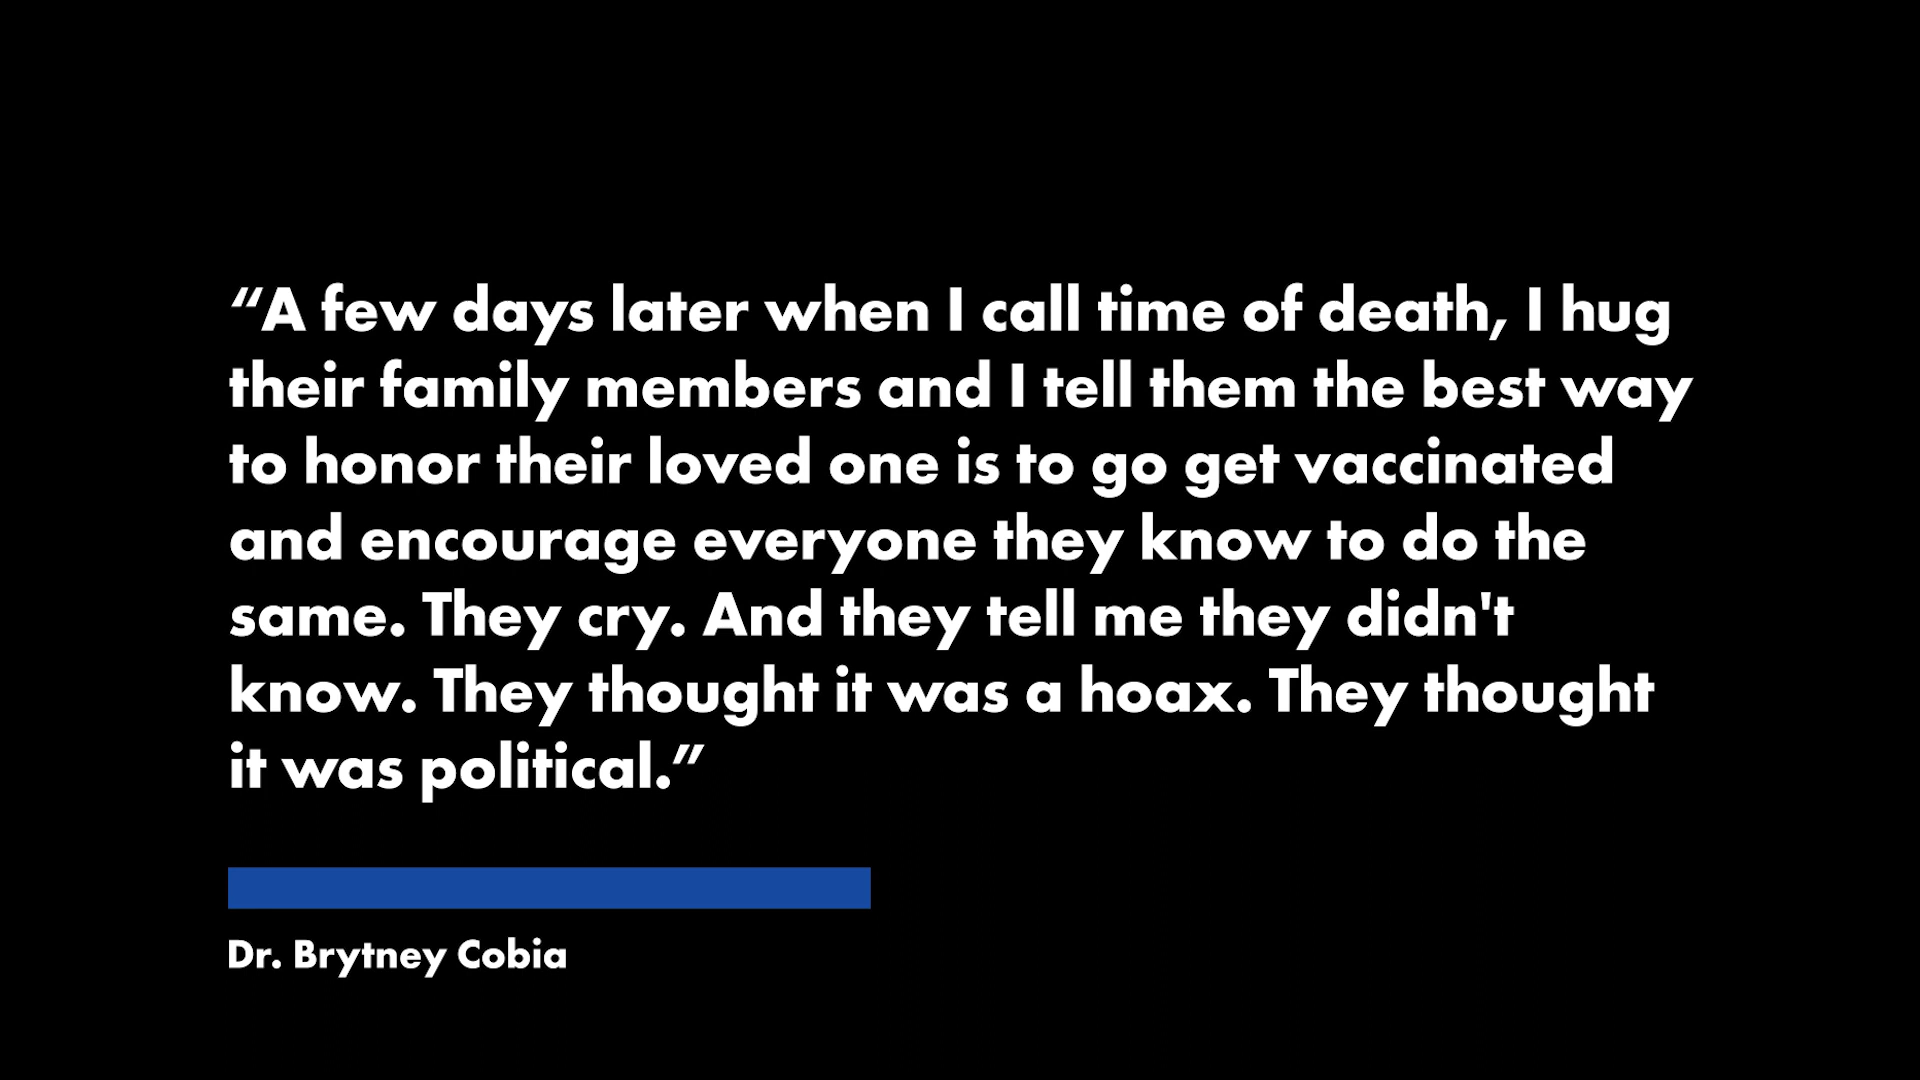 “A few days later when I call time of death, I hug
their family members and I tell them the best way
to honor their loved one is to go get vaccinated
and encourage everyone they know to do the
same. They cry. And they tell me they didn't
know. They thought it was a hoax. They thought
it was political.”
Dr. Brytney Cobia